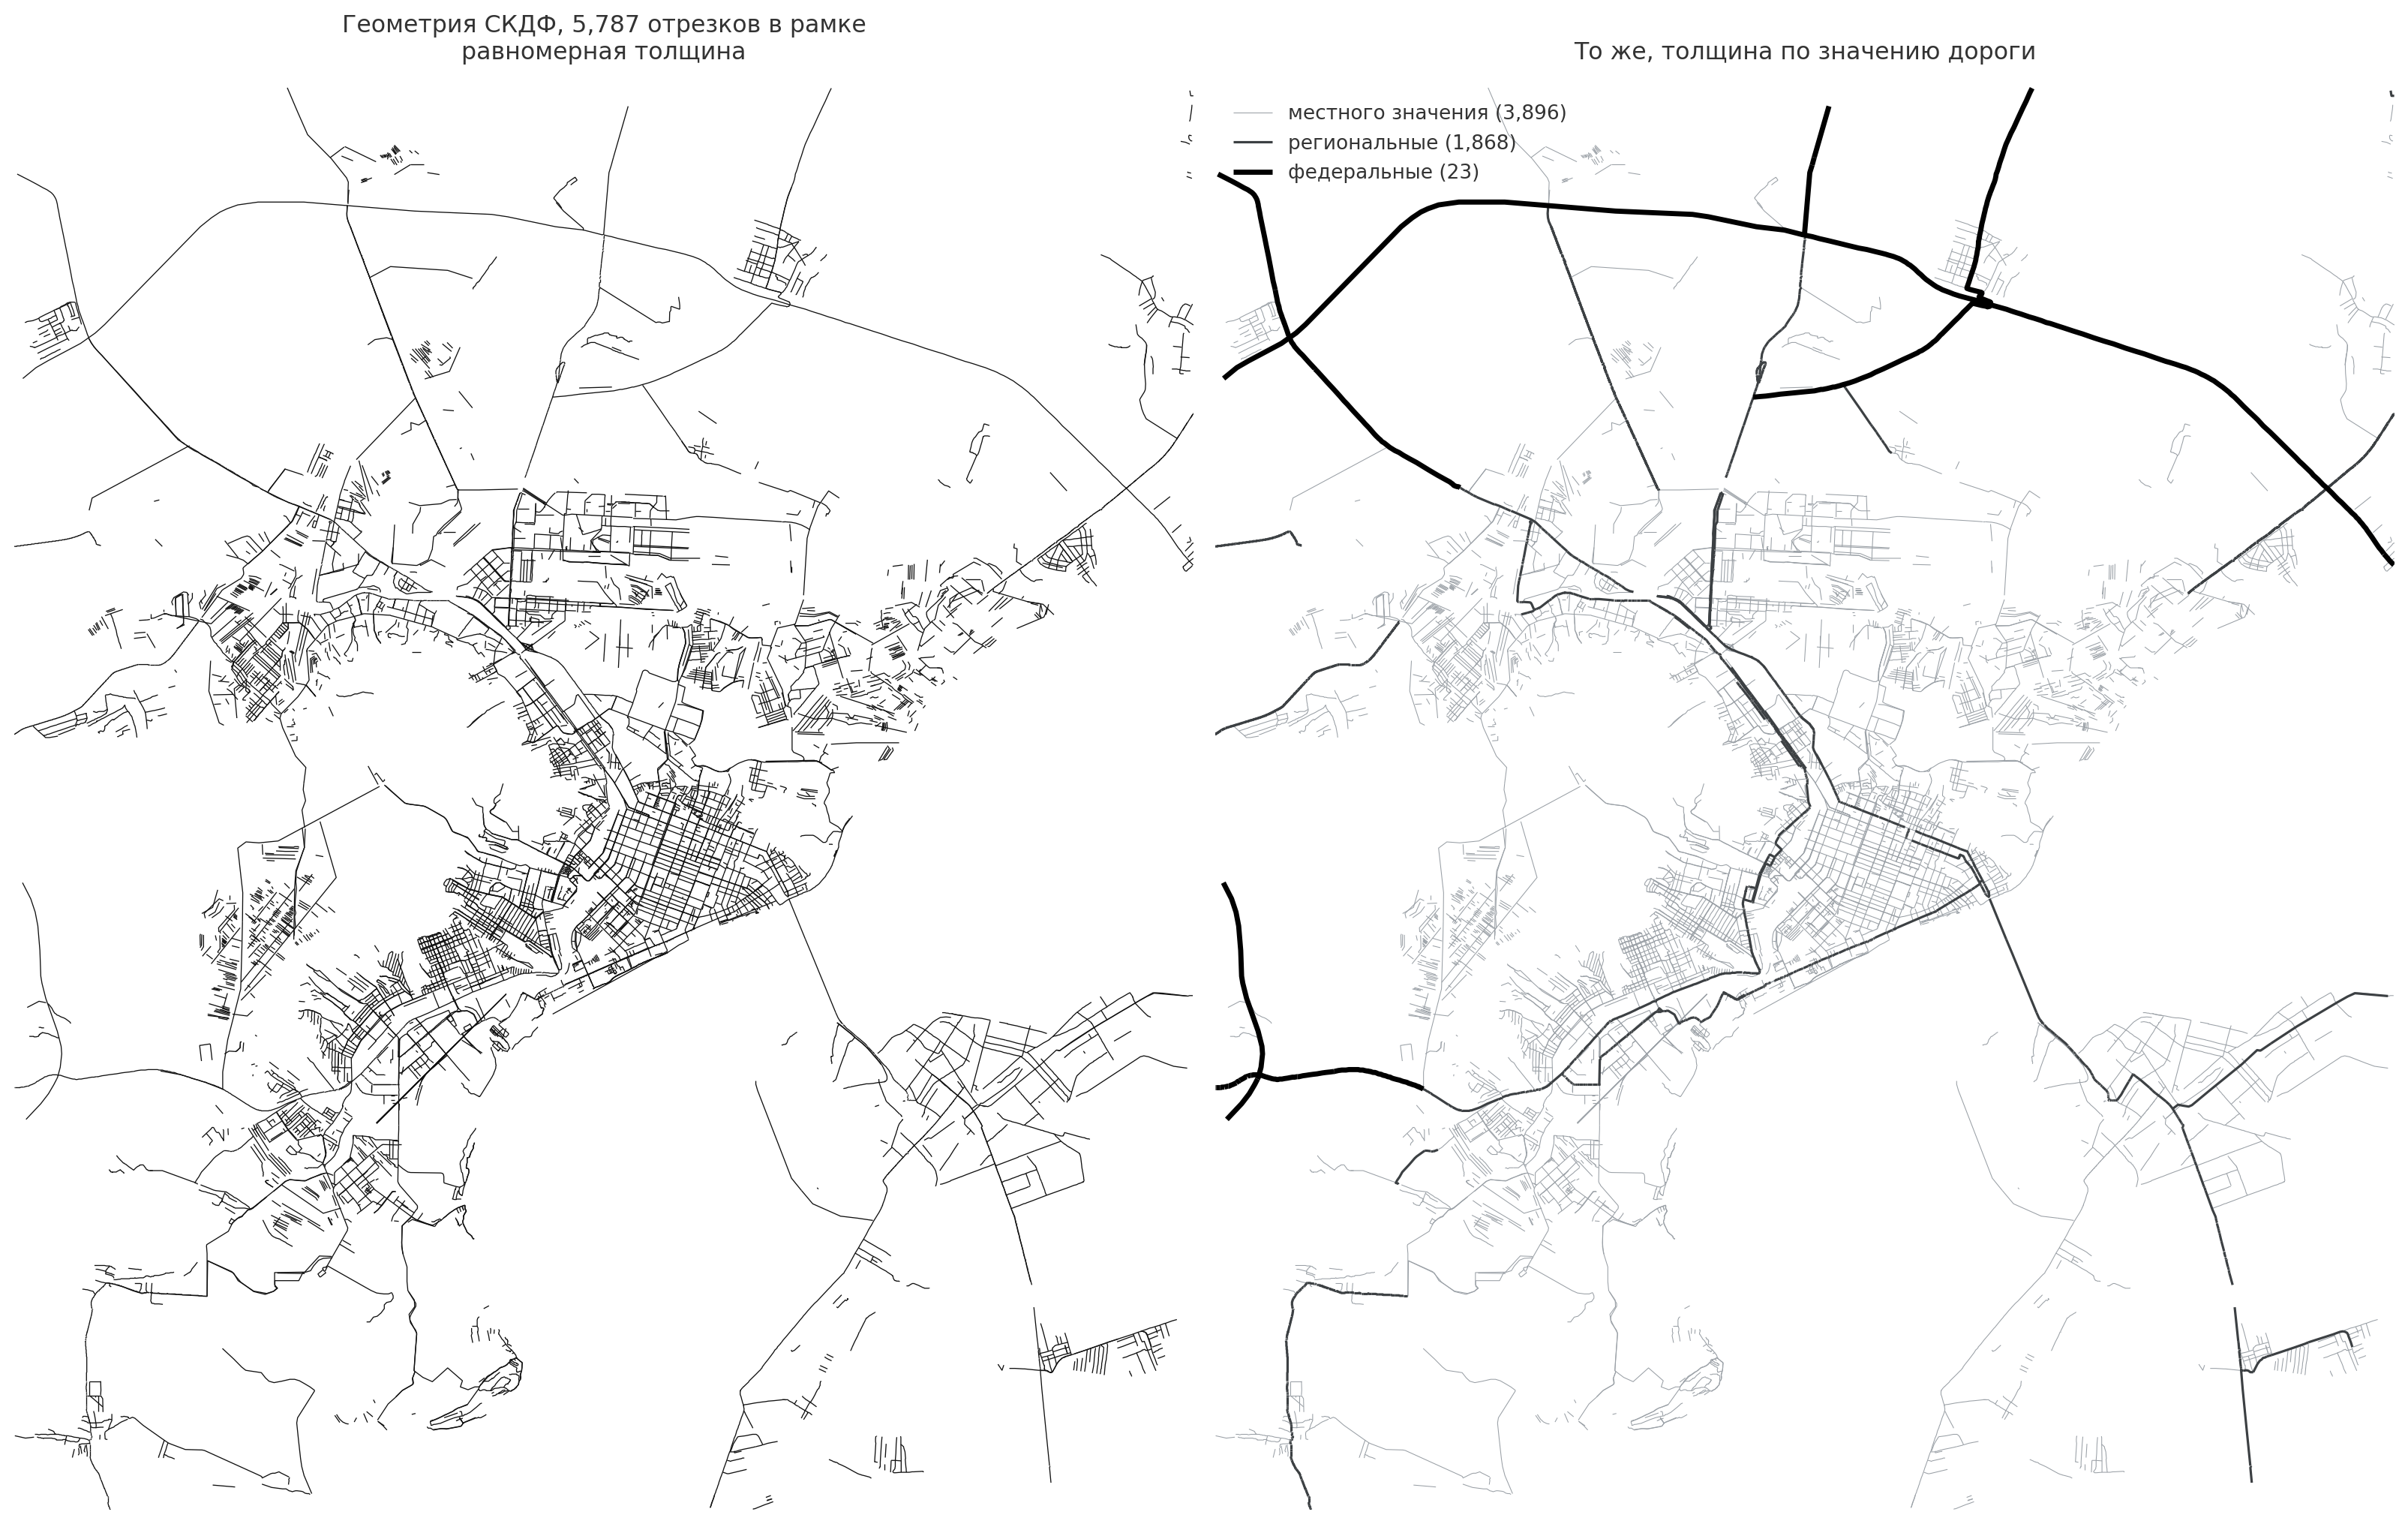 Геометрия СКДФ, 5,787 отрезков в рамке
равномерная толщина
То же, толщина по значению дороги
местного значения (3,896)
региональные (1,868)
федеральные (23)